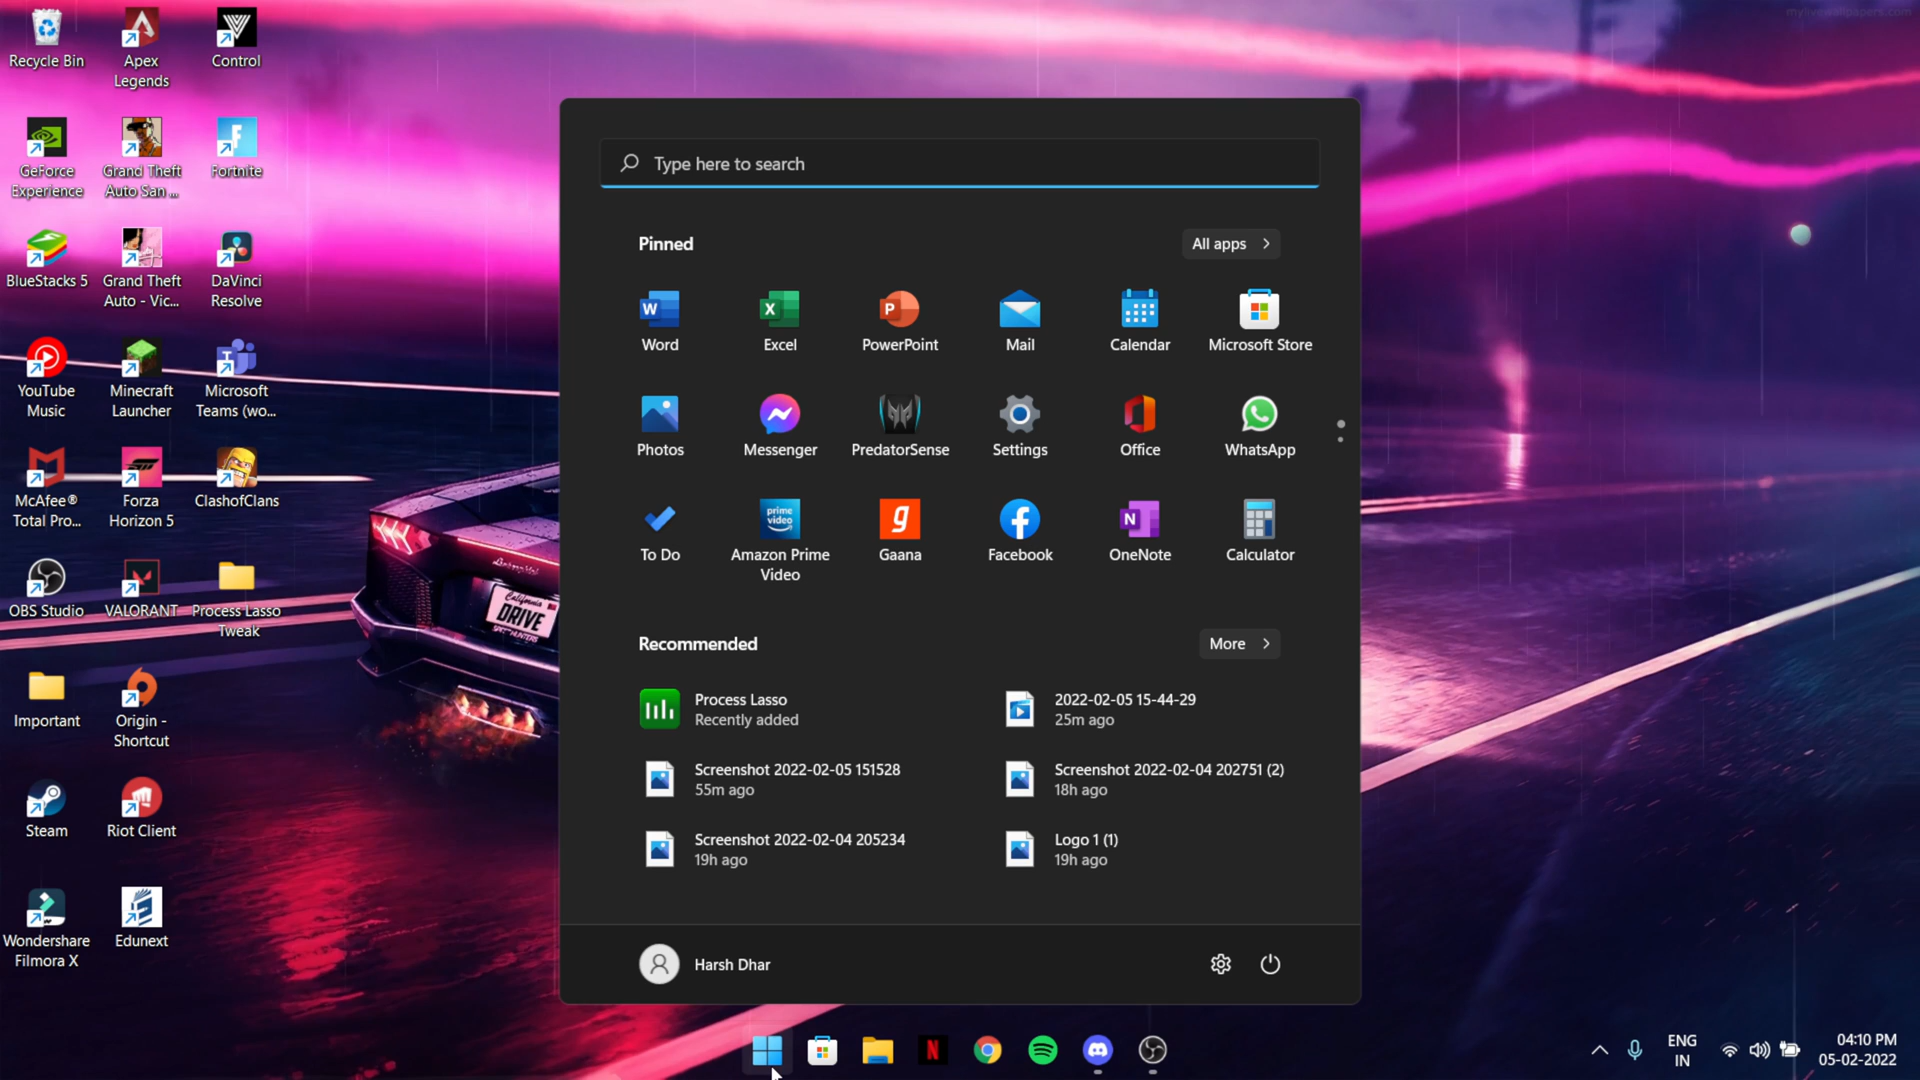 mylivewallpapers.com
Recycle Bin
Apex
Legends
Control
GeForce
Experience
Grand Theft
Auto San ...
Fortnite
BlueStacks 5
Grand Theft
Auto - Vic...
DaVinci
Resolve
YouTube
Music
Minecraft
Launcher
Microsoft
Teams (wo...
McAfee®
Total Pro...
Forza
Horizon 5
ClashofClans
OBS Studio
VALORANT
Process Lasso
Tweak
Important
Origin -
Shortcut
Steam
Riot Client
Wondershare
Filmora X
Edunext
California
DRIVE
Type here to search
Pinned
All apps
W
Word
X
Excel
P
PowerPoint
Mail
Calendar
Microsoft Store
Photos
Messenger
PredatorSense
Settings
Office
WhatsApp
To Do
prime
video
Amazon Prime
Video
g
Gaana
Facebook
N
OneNote
Calculator
Recommended
More
Process Lasso
Recently added
2022-02-05 15-44-29
25m ago
Screenshot 2022-02-05 151528
55m ago
Screenshot 2022-02-04 202751 (2)
18h ago
Screenshot 2022-02-04 205234
19h ago
Logo 1 (1)
19h ago
Harsh Dhar
N
ENG
IN
04:10 PM
05-02-2022